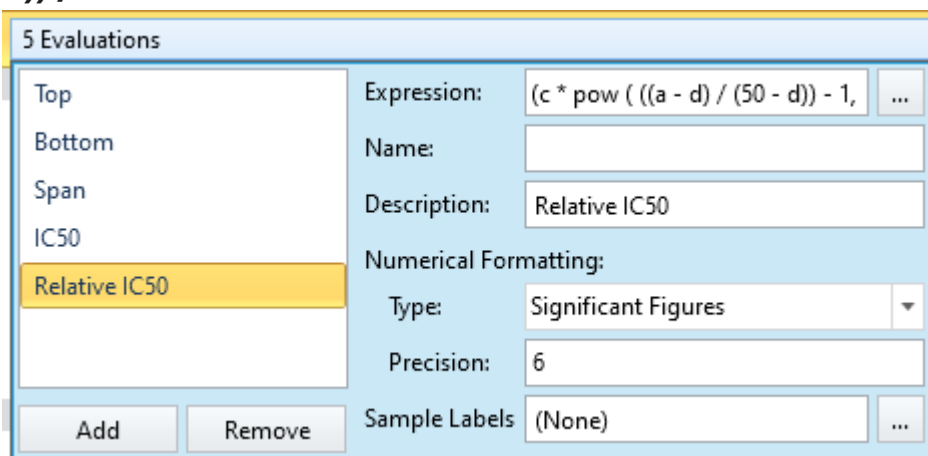 5 Evaluations
Top
Bottom
Span
IC50
Relative IC50
Add Remove
Expression: (c * pow ( ((a - d) / (50 - d)) - 1, ...
Name:
Description: Relative IC50
Numerical Formatting:
Type: Significant Figures
Precision: 6
Sample Labels (None) ...